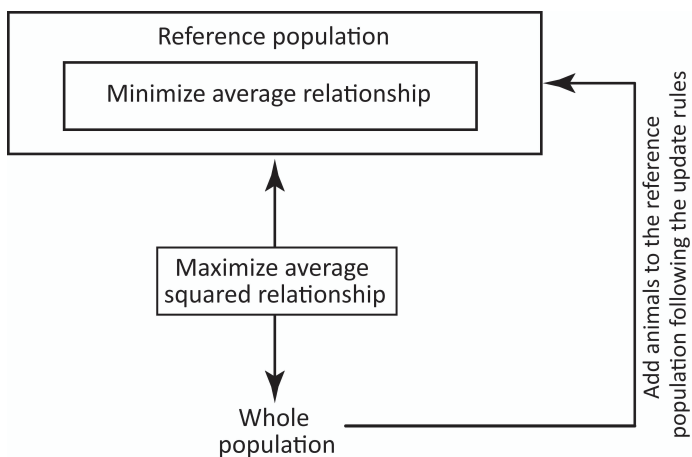 Reference population
Minimize average relationship
Maximize average
squared relationship
Whole
population
Add animals to the reference
population following the update rules